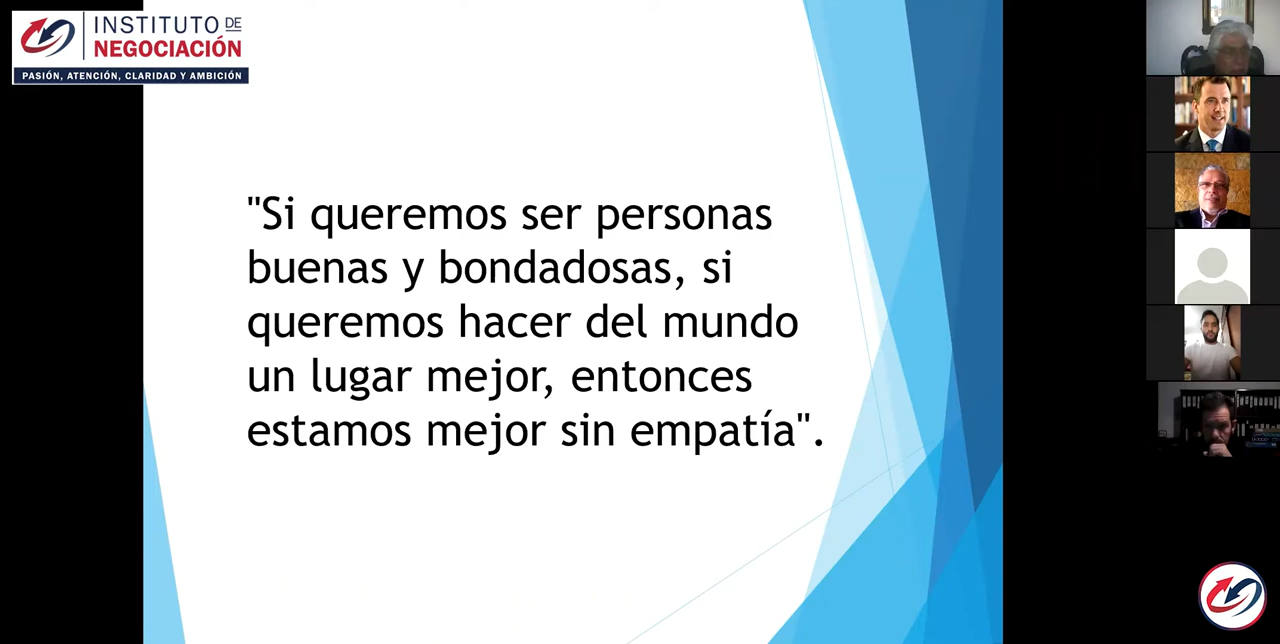 INSTITUTO DE
NEGOCIACIÓN
PASIÓN, ATENCIÓN, CLARIDAD Y AMBICIÓN
"Si queremos ser personas
buenas y bondadosas, si
queremos hacer del mundo
un lugar mejor, entonces
estamos mejor sin empatía".